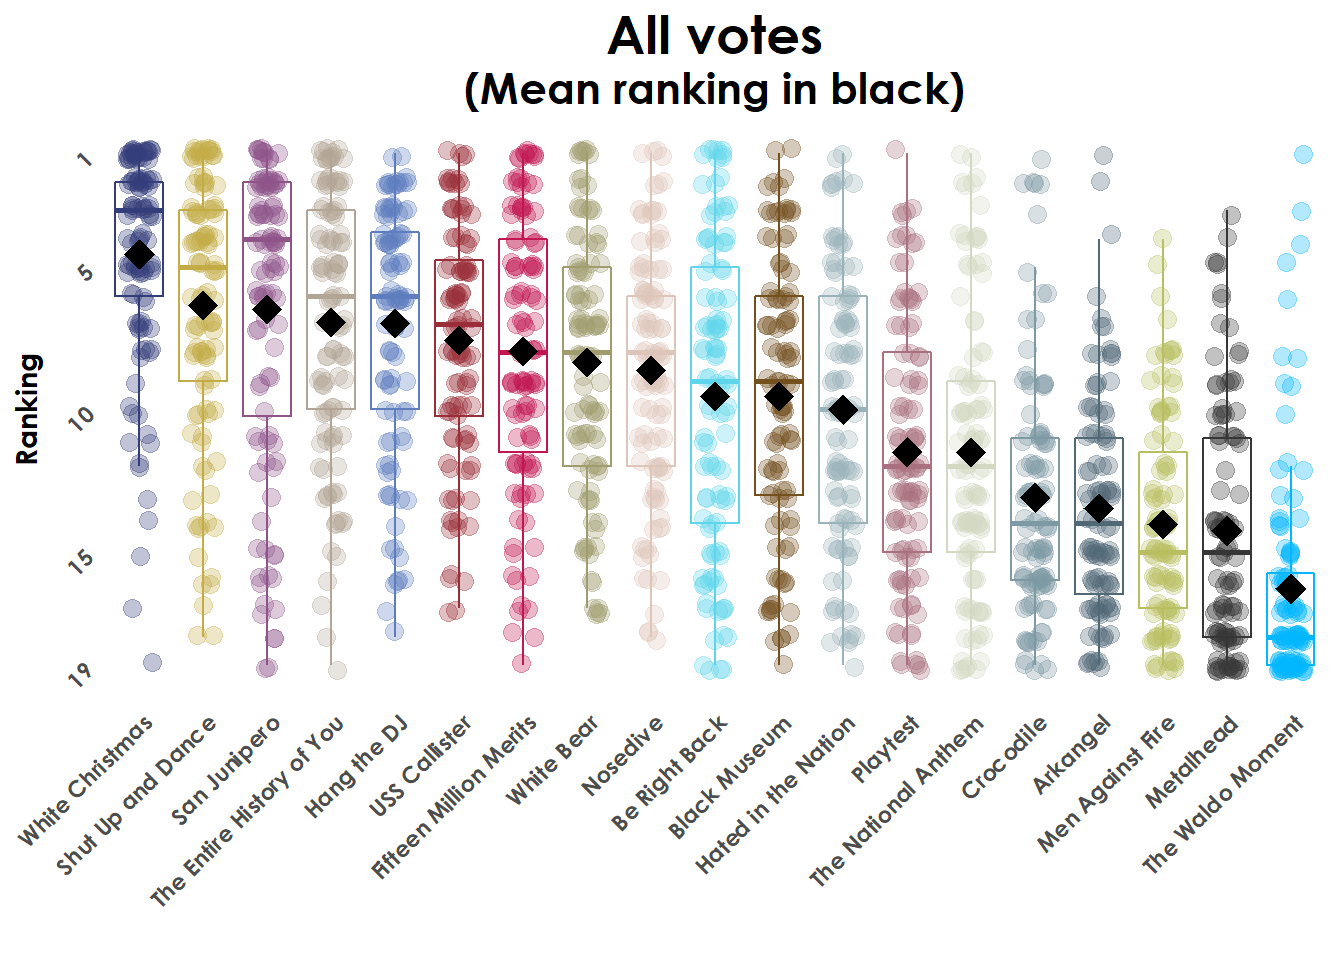 All votes
(Mean ranking in black)
Ranking
1
5
10
15
19
White Christmas
Shut Up and Dance
San Junipero
The Entire History of You
Hang the DJ
USS Callister
Fifteen Million Merits
White Bear
Nosedive
Be Right Back
Black Museum
Hated in the Nation
Playtest
The National Anthem
Crocodile
Arkangel
Men Against Fire
Metalhead
The Waldo Moment